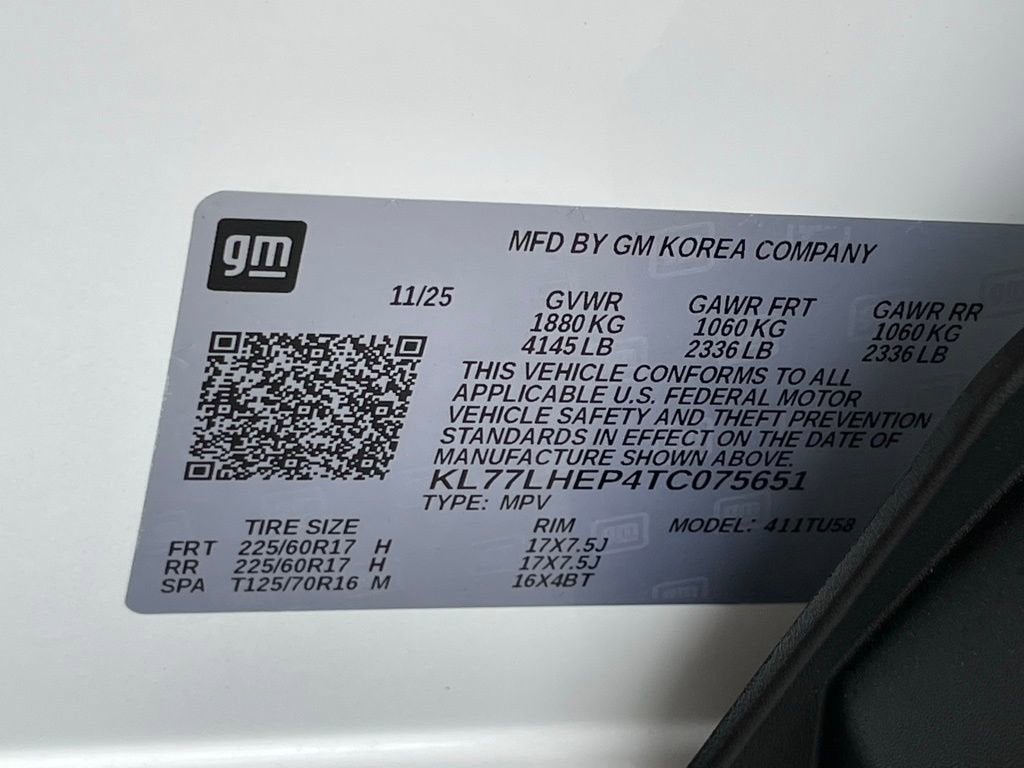 gm
MFD BY GM KOREA COMPANY
11/25 GVWR GAWR FRT GAWR RR
1880 KG 1060 KG 1060 KG
4145 LB 2336 LB 2336 LB
THIS VEHICLE CONFORMS TO ALL
APPLICABLE U.S. FEDERAL MOTOR
VEHICLE SAFETY AND THEFT PREVENTION
STANDARDS IN EFFECT ON THE DATE OF
MANUFACTURE SHOWN ABOVE.
KL77LHEP4TC075651
TYPE: MPV
TIRE SIZE RIM MODEL: 411TU58
FRT 225/60R17 H 17X7.5J
RR 225/60R17 H 17X7.5J
SPA T125/70R16 M 16X4BT